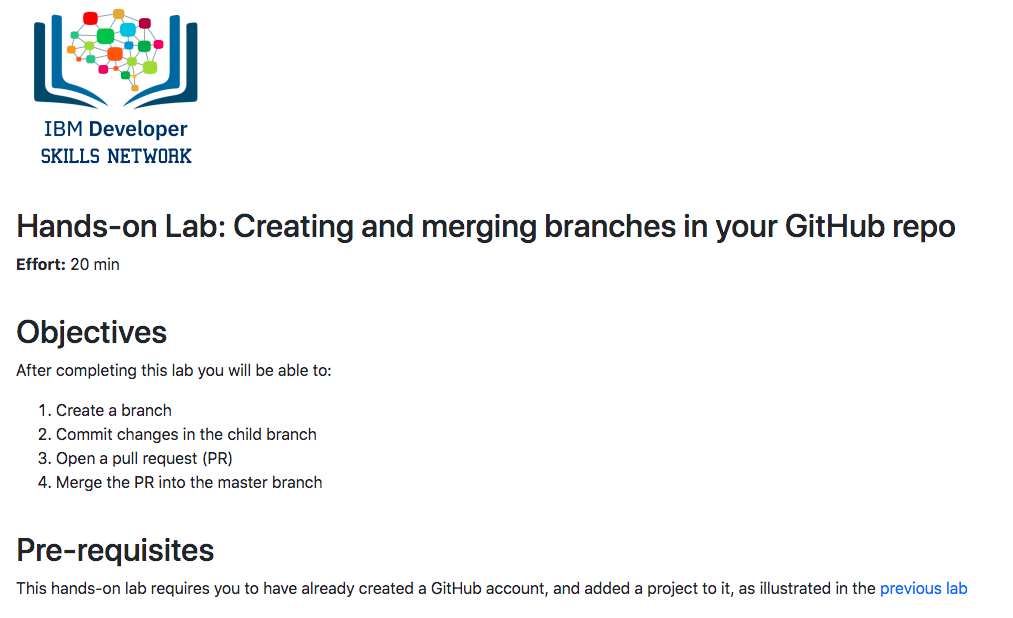 IBM Developer
SKILLS NETWORK
Hands-on Lab: Creating and merging branches in your GitHub repo
Effort: 20 min
Objectives
After completing this lab you will be able to:
1. Create a branch
2. Commit changes in the child branch
3. Open a pull request (PR)
4. Merge the PR into the master branch
Pre-requisites
This hands-on lab requires you to have already created a GitHub account, and added a project to it, as illustrated in the previous lab